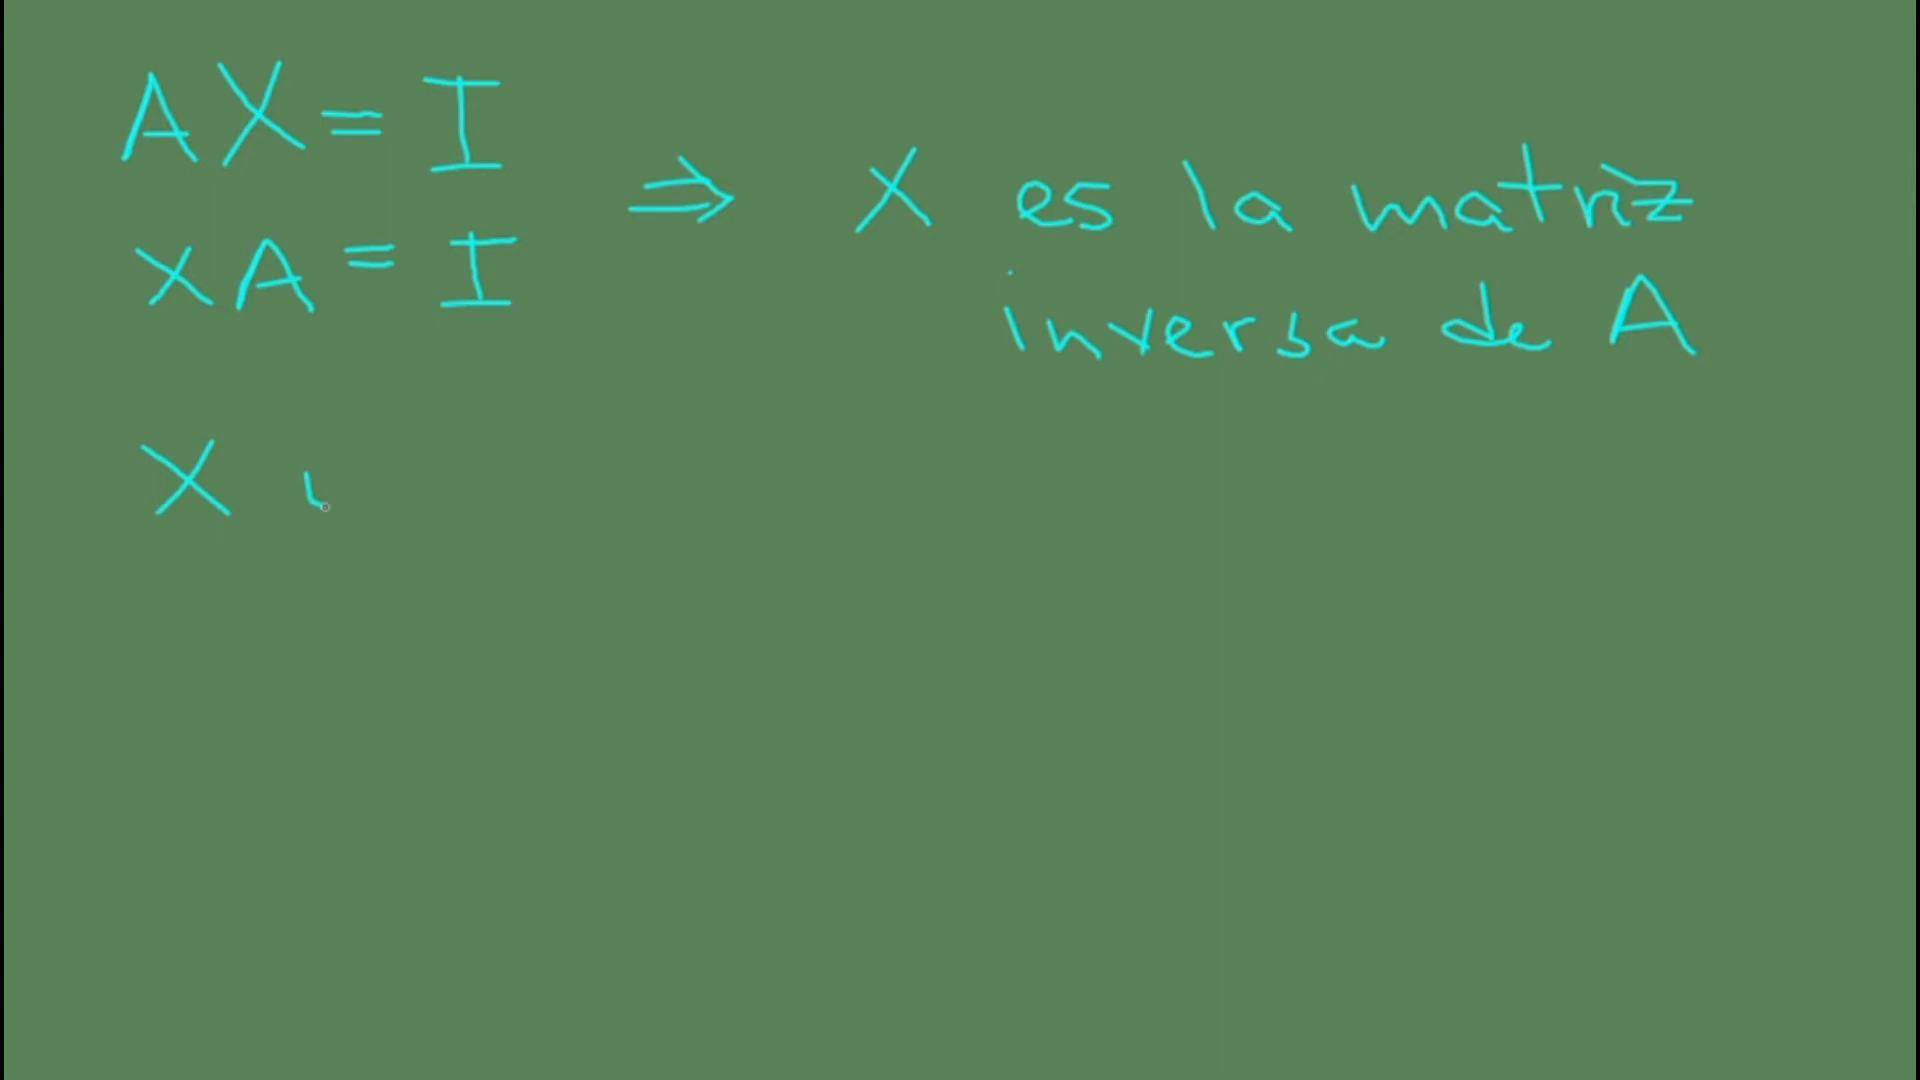 AX = I
XA = I
⇒ X es la matriz
inversa de A
X